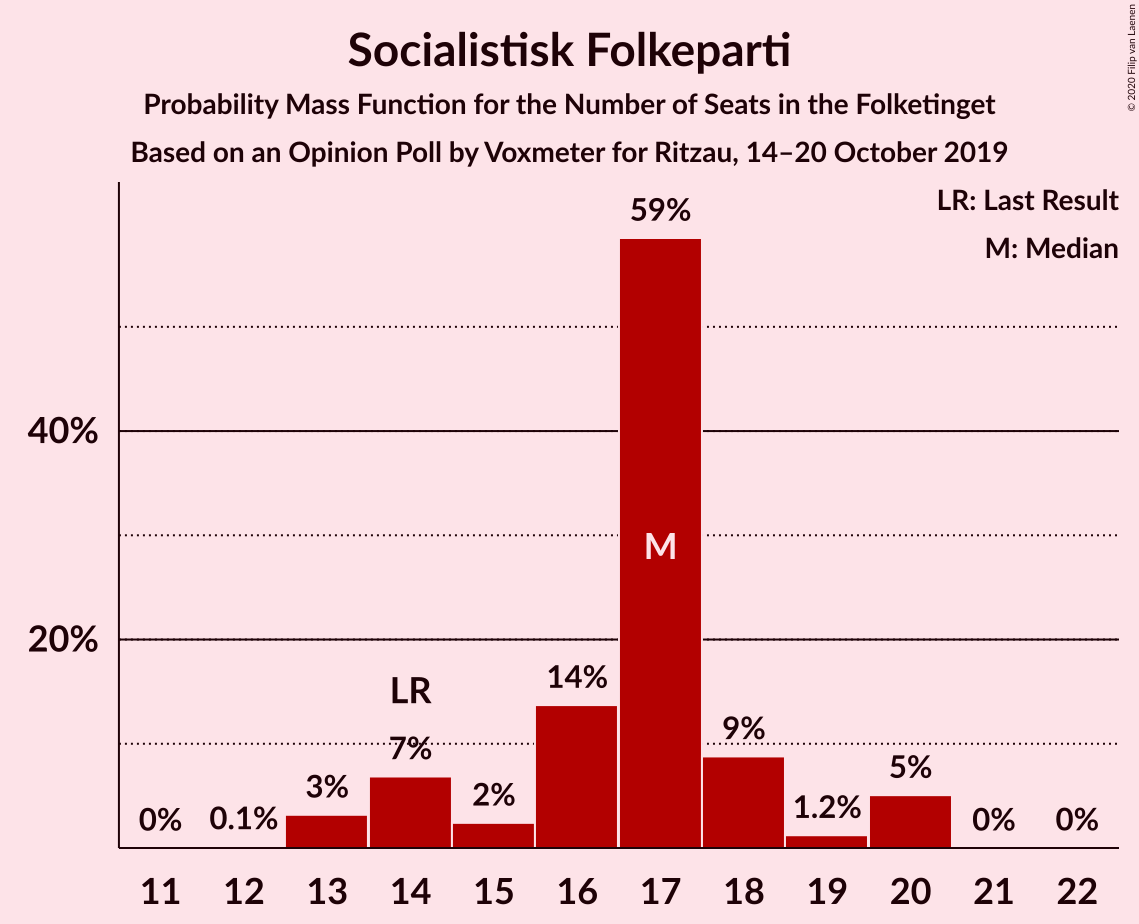 Socialistisk Folkeparti
Probability Mass Function for the Number of Seats in the Folketinget
Based on an Opinion Poll by Voxmeter for Ritzau, 14–20 October 2019
© 2020 Filip van Laenen
LR: Last Result
M: Median
59%
40%
M
20%
14%
LR
9%
7%
5%
3%
2%
1.2%
0% 0.1% 0% 0%
11 12 13 14 15 16 17 18 19 20 21 22